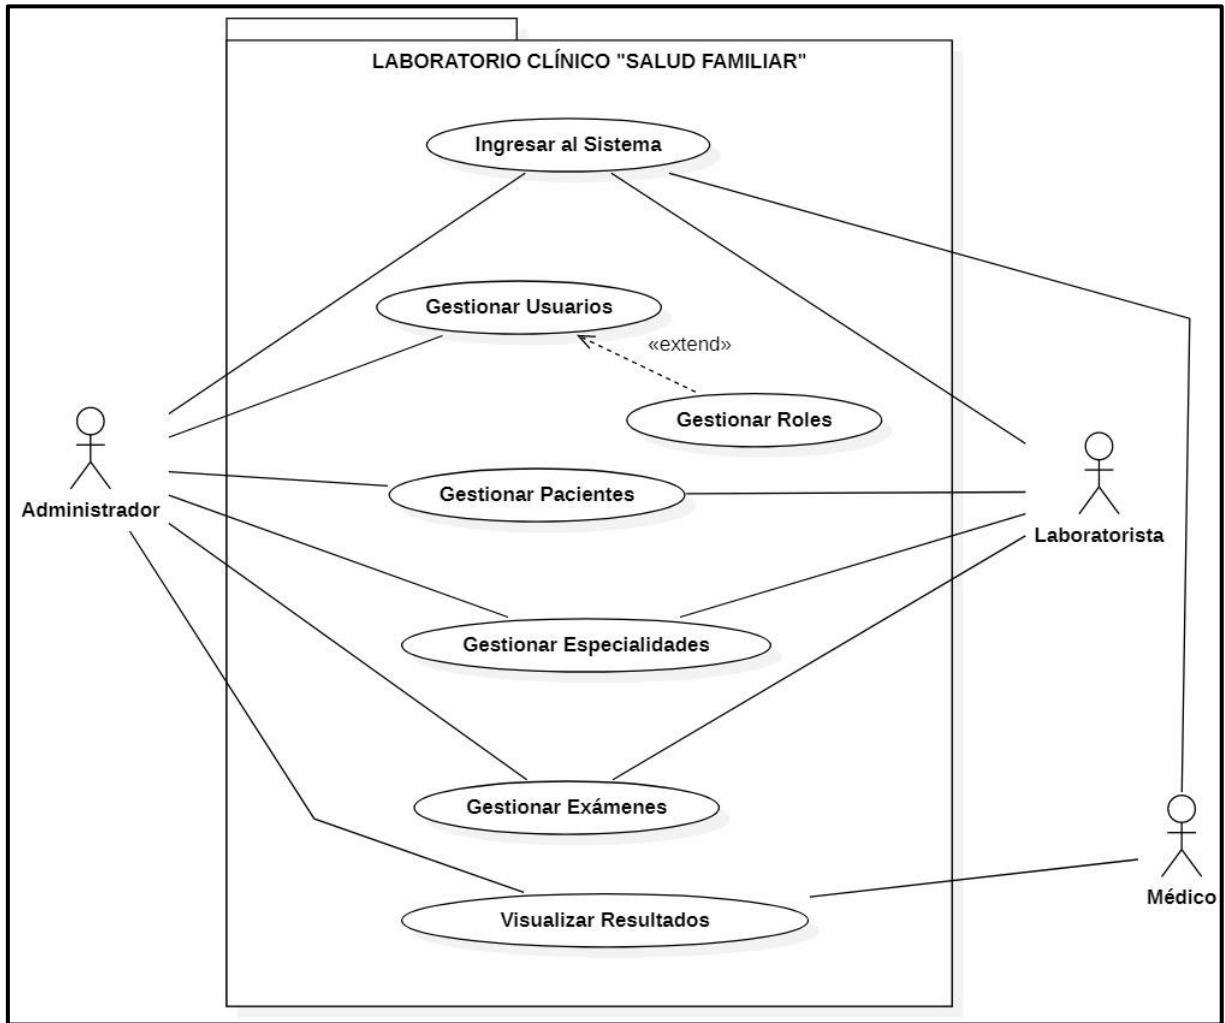 LABORATORIO CLÍNICO "SALUD FAMILIAR"
Ingresar al Sistema
Gestionar Usuarios
«extend»
Gestionar Roles
Gestionar Pacientes
Administrador
Laboratorista
Gestionar Especialidades
Gestionar Exámenes
Médico
Visualizar Resultados